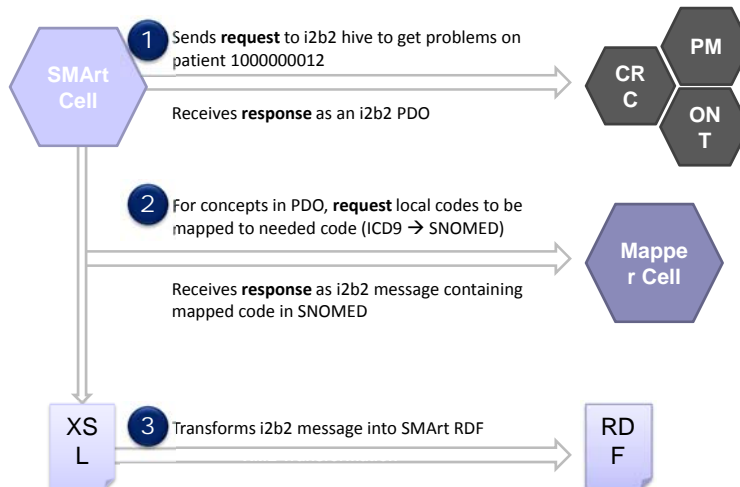 1
Sends request to i2b2 hive to get problems on
patient 1000000012
SMArt
Cell
Receives response as an i2b2 PDO
PM
CR
C
ON
T
2
For concepts in PDO, request local codes to be
mapped to needed code (ICD9 → SNOMED)
Receives response as i2b2 message containing
mapped code in SNOMED
Mappe
r Cell
XS
L
3
Transforms i2b2 message into SMArt RDF
RD
F